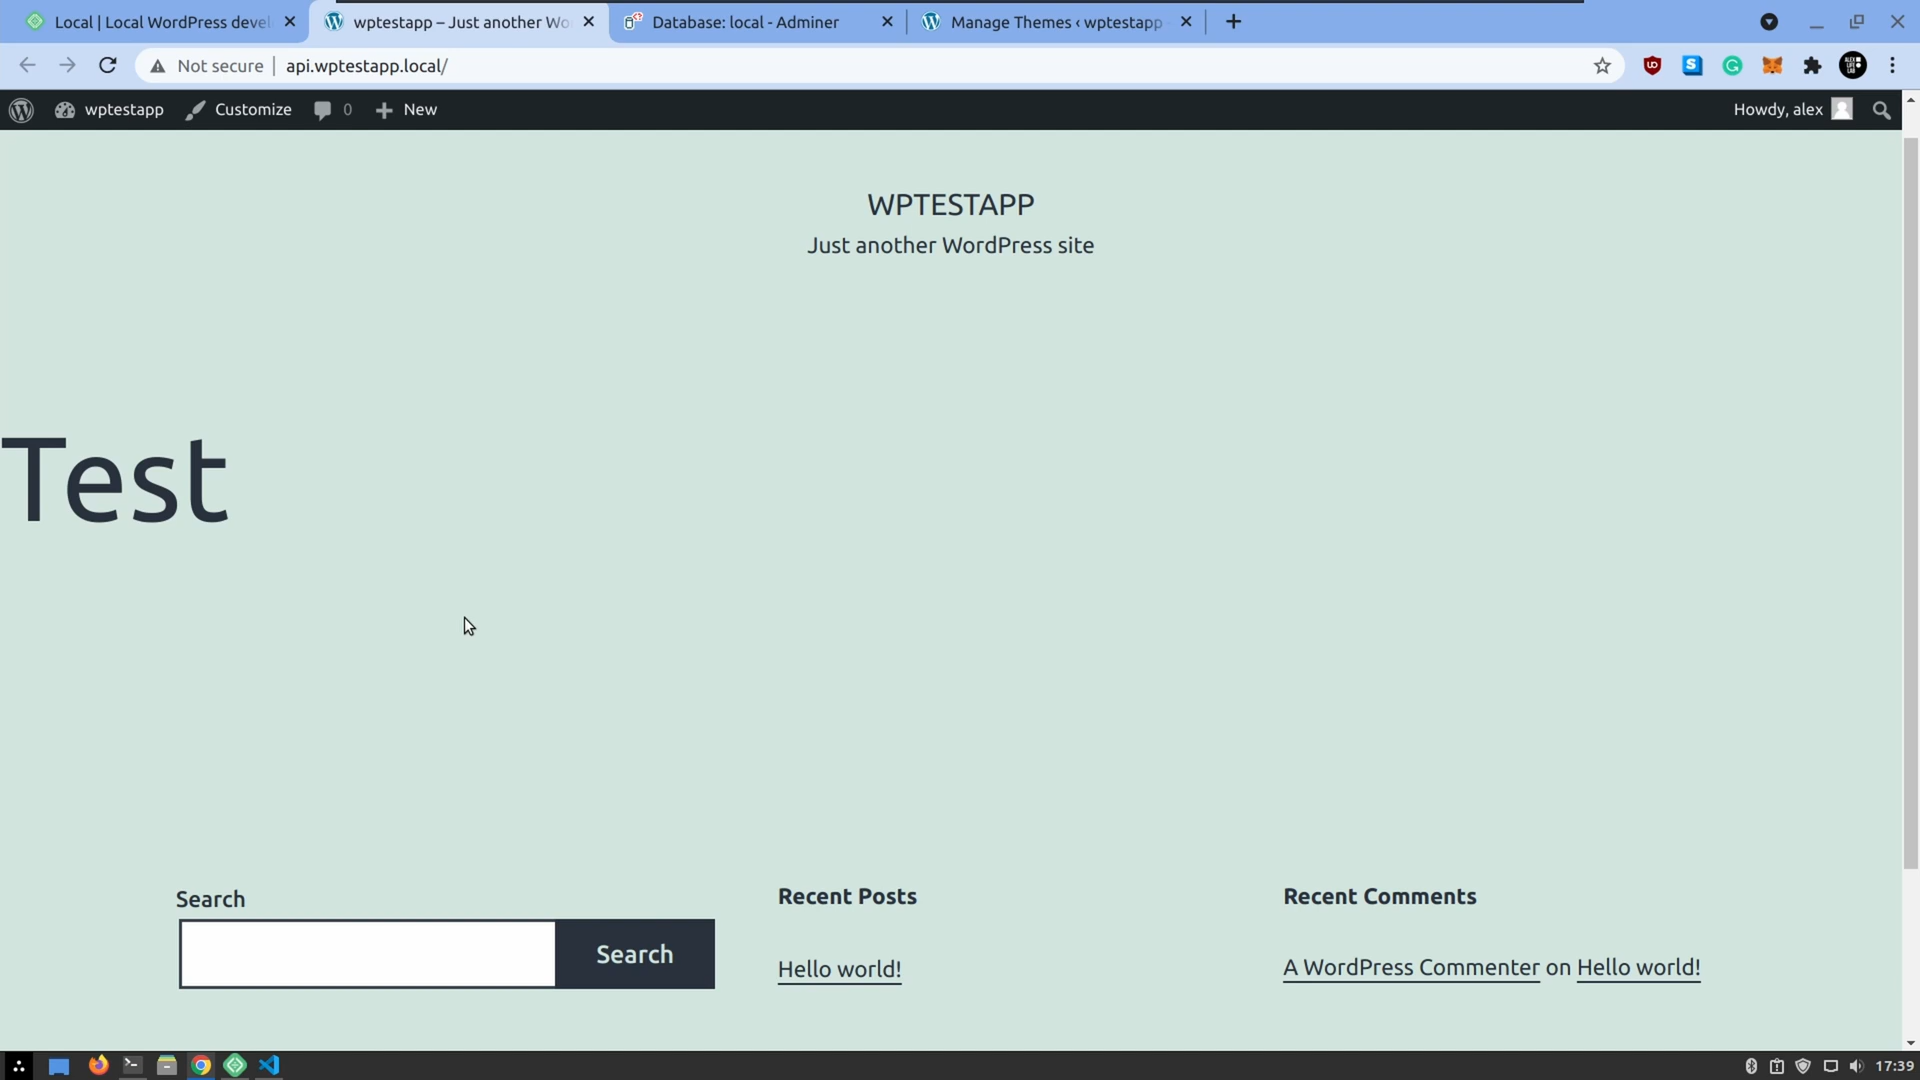 Local | Local WordPress devel
wptestapp – Just another Wo
Database: local - Adminer
Manage Themes ‹ wptestapp
Not secure
api.wptestapp.local/
wptestapp
Customize
0
New
Howdy, alex
WPTESTAPP
Just another WordPress site
Test
Search
Search
Recent Posts
Hello world!
Recent Comments
A WordPress Commenter on Hello world!
17:39